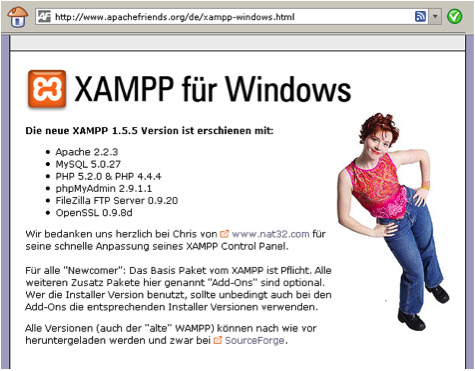 http://www.apachefriends.org/de/xampp-windows.html
XAMPP für Windows
Die neue XAMPP 1.5.5 Version ist erschienen mit:
• Apache 2.2.3
• MySQL 5.0.27
• PHP 5.2.0 & PHP 4.4.4
• phpMyAdmin 2.9.1.1
• FileZilla FTP Server 0.9.20
• OpenSSL 0.9.8d
Wir bedanken uns herzlich bei Chris von www.nat32.com für
seine schnelle Anpassung seines XAMPP Control Panel.
Für alle "Newcomer": Das Basis Paket vom XAMPP ist Pflicht. Alle
weiteren Zusatz Pakete hier genannt "Add-Ons" sind optional.
Wer die Installer Version benutzt, sollte unbedingt auch bei den
Add-Ons die entsprechenden Installer Versionen verwenden.
Alle Versionen (auch der "alte" WAMPP) können nach wie vor
heruntergeladen werden und zwar bei SourceForge.